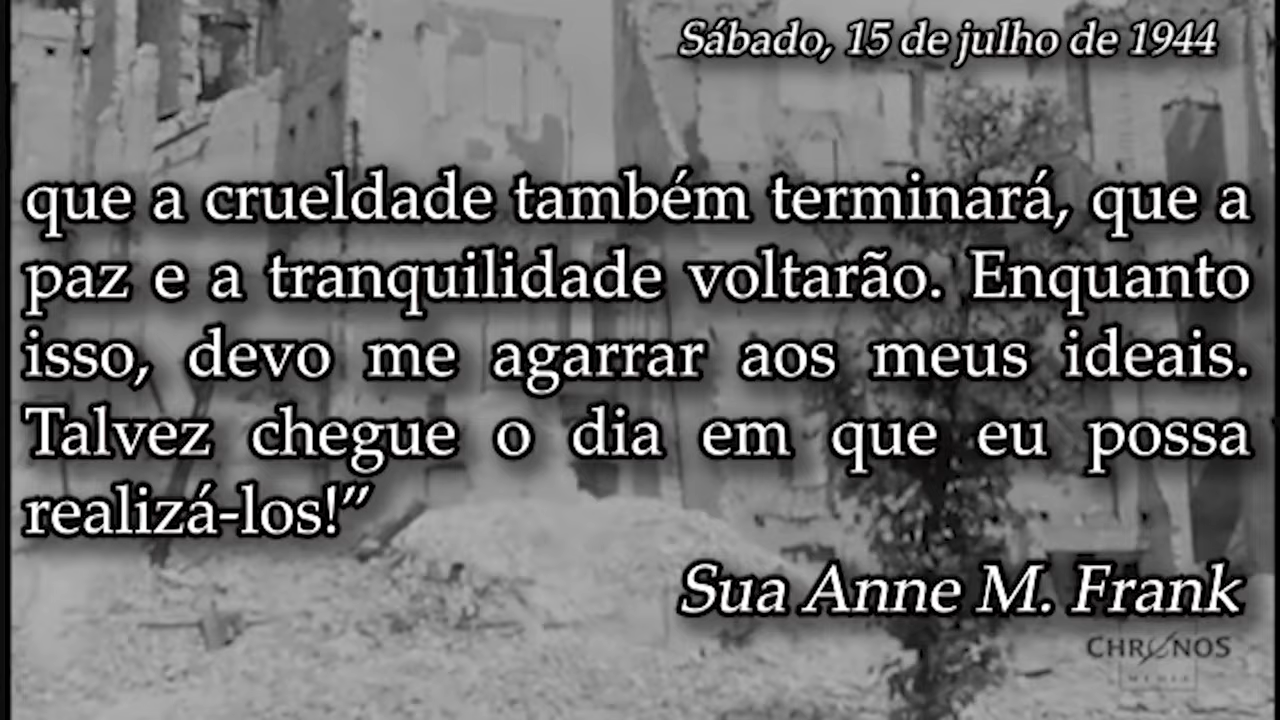 Sábado, 15 de julho de 1944
que a crueldade também terminará, que a
paz e a tranquilidade voltarão. Enquanto
isso, devo me agarrar aos meus ideais.
Talvez chegue o dia em que eu possa
realizá-los!”
Sua Anne M. Frank
CHRONOS
MEDIA